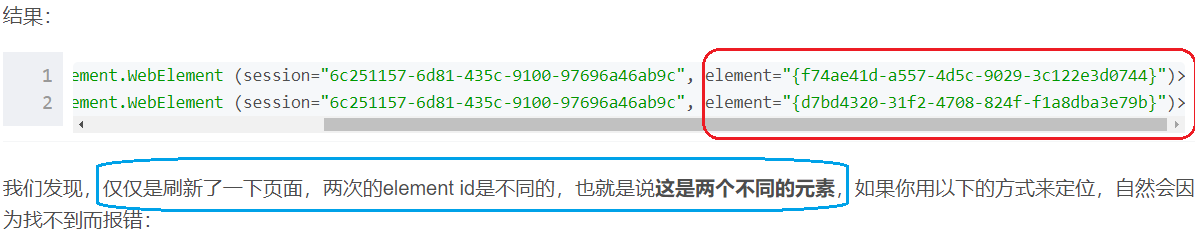 结果：
1 ement.WebElement (session="6c251157-6d81-435c-9100-97696a46ab9c", element="{f74ae41d-a557-4d5c-9029-3c122e3d0744}")>
2 ement.WebElement (session="6c251157-6d81-435c-9100-97696a46ab9c", element="{d7bd4320-31f2-4708-824f-f1a8dba3e79b}")>
我们发现，仅仅是刷新了一下页面，两次的element id是不同的，也就是说这是两个不同的元素，如果你用以下的方式来定位，自然会因
为找不到而报错：